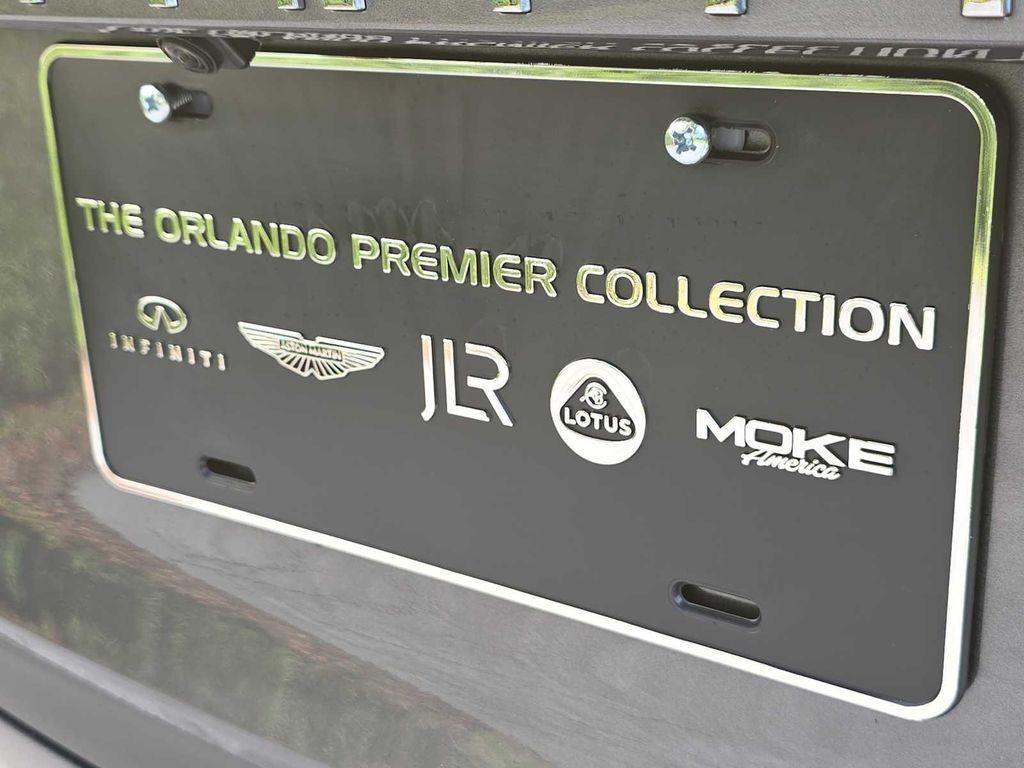 THE ORLANDO PREMIER COLLECTION
INFINITI
ASTON MARTIN
JLR
LOTUS
MOKE
America